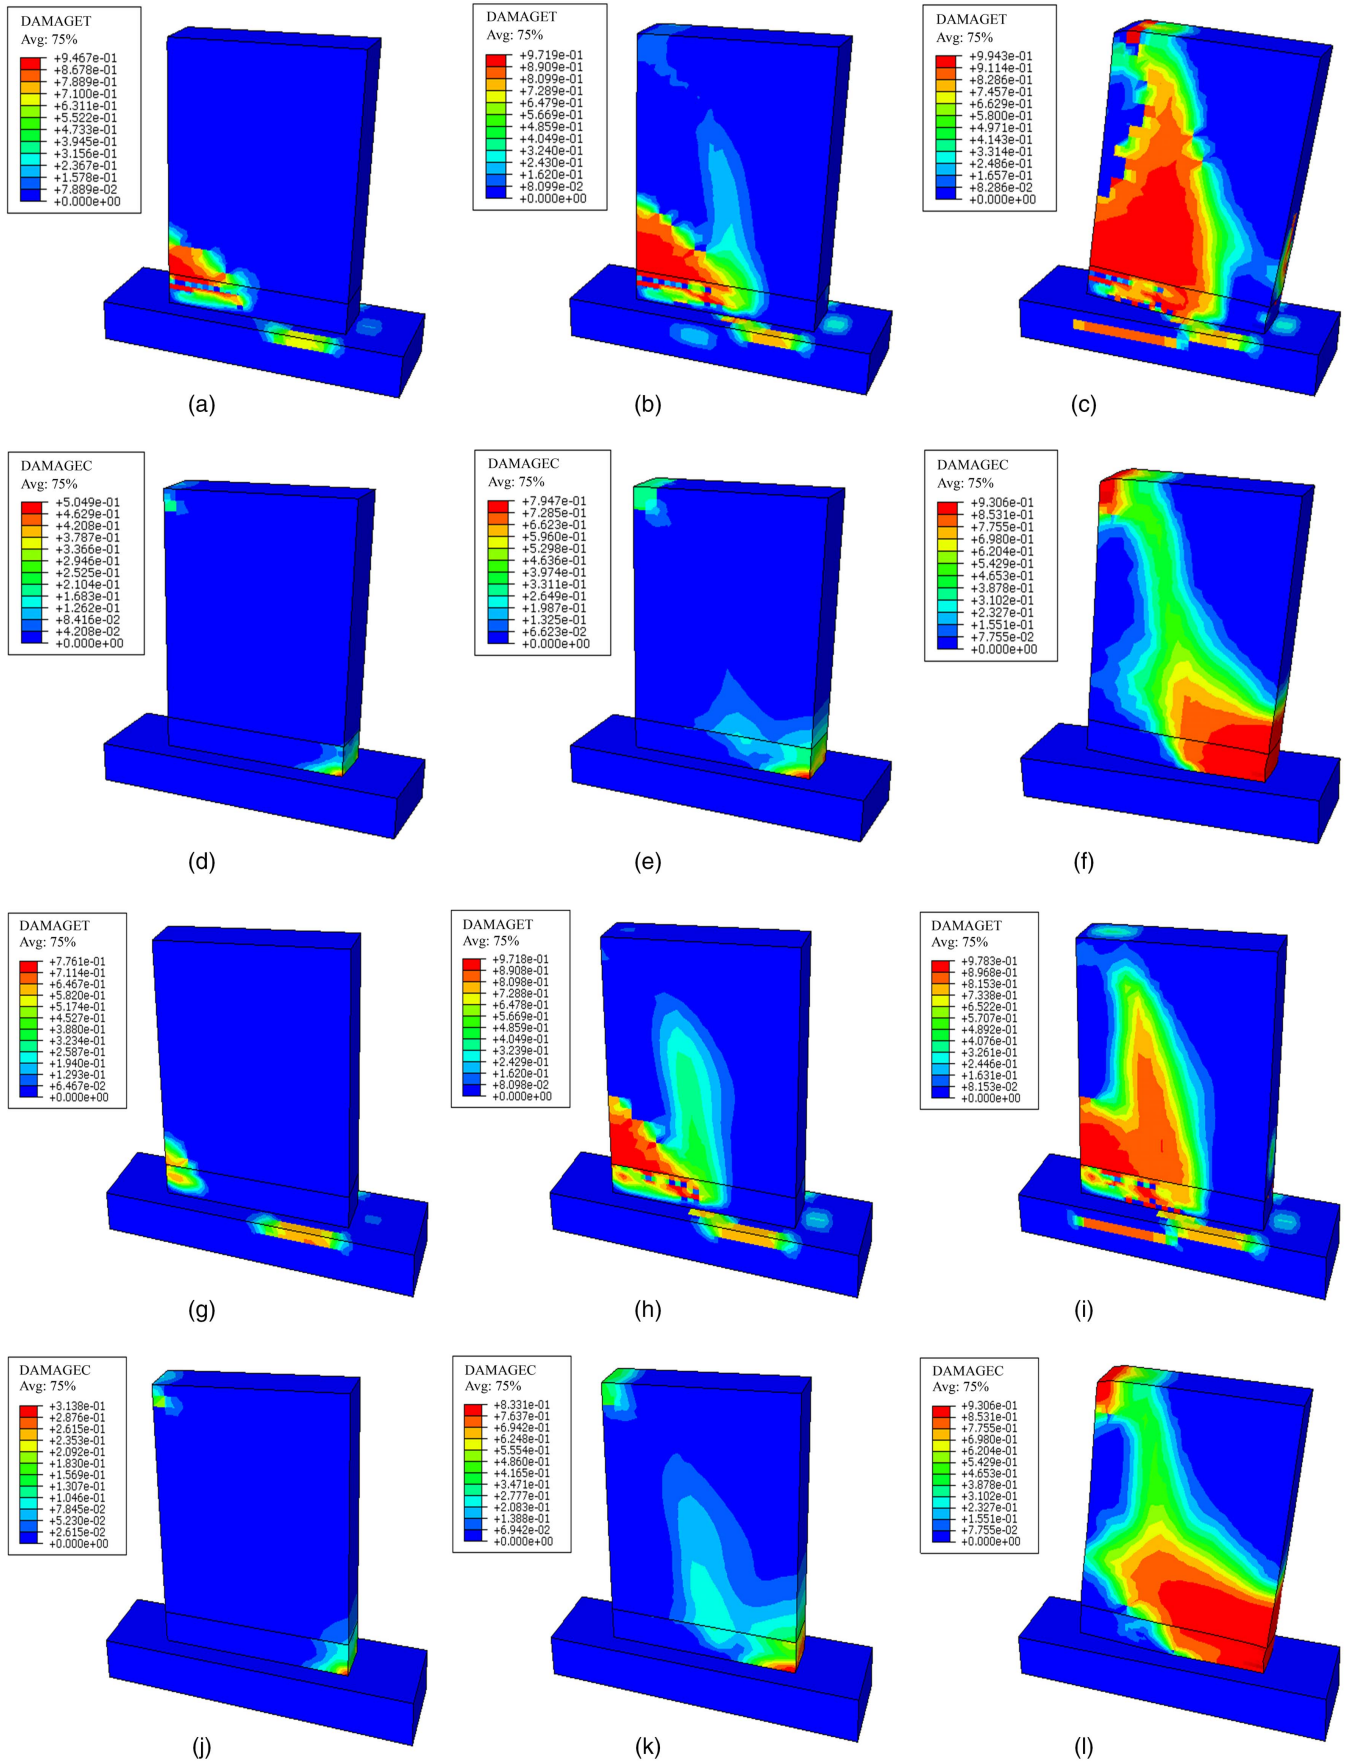 DAMAGET
Avg: 75%
+9.467e-01
+8.678e-01
+7.889e-01
+7.100e-01
+6.311e-01
+5.522e-01
+4.733e-01
+3.945e-01
+3.156e-01
+2.367e-01
+1.578e-01
+7.889e-02
+0.000e+00
(a)
DAMAGET
Avg: 75%
+9.719e-01
+8.909e-01
+8.099e-01
+7.289e-01
+6.479e-01
+5.669e-01
+4.859e-01
+4.049e-01
+3.240e-01
+2.430e-01
+1.620e-01
+8.099e-02
+0.000e+00
(b)
DAMAGET
Avg: 75%
+9.943e-01
+9.114e-01
+8.286e-01
+7.457e-01
+6.629e-01
+5.800e-01
+4.971e-01
+4.143e-01
+3.314e-01
+2.486e-01
+1.657e-01
+8.286e-02
+0.000e+00
(c)
DAMAGEC
Avg: 75%
+5.049e-01
+4.629e-01
+4.208e-01
+3.787e-01
+3.366e-01
+2.946e-01
+2.525e-01
+2.104e-01
+1.683e-01
+1.262e-01
+8.416e-02
+4.208e-02
+0.000e+00
(d)
DAMAGEC
Avg: 75%
+7.947e-01
+7.285e-01
+6.623e-01
+5.960e-01
+5.298e-01
+4.636e-01
+3.974e-01
+3.311e-01
+2.649e-01
+1.987e-01
+1.325e-01
+6.623e-02
+0.000e+00
(e)
DAMAGEC
Avg: 75%
+9.306e-01
+8.531e-01
+7.755e-01
+6.980e-01
+6.204e-01
+5.429e-01
+4.653e-01
+3.878e-01
+3.102e-01
+2.327e-01
+1.551e-01
+7.755e-02
+0.000e+00
(f)
DAMAGET
Avg: 75%
+7.761e-01
+7.114e-01
+6.467e-01
+5.820e-01
+5.174e-01
+4.527e-01
+3.880e-01
+3.234e-01
+2.587e-01
+1.940e-01
+1.293e-01
+6.467e-02
+0.000e+00
(g)
DAMAGET
Avg: 75%
+9.718e-01
+8.908e-01
+8.098e-01
+7.288e-01
+6.478e-01
+5.669e-01
+4.859e-01
+4.049e-01
+3.239e-01
+2.429e-01
+1.620e-01
+8.098e-02
+0.000e+00
(h)
DAMAGET
Avg: 75%
+9.783e-01
+8.968e-01
+8.153e-01
+7.338e-01
+6.522e-01
+5.707e-01
+4.892e-01
+4.076e-01
+3.261e-01
+2.446e-01
+1.631e-01
+8.153e-02
+0.000e+00
(i)
DAMAGEC
Avg: 75%
+3.138e-01
+2.876e-01
+2.615e-01
+2.353e-01
+2.092e-01
+1.830e-01
+1.569e-01
+1.307e-01
+1.046e-01
+7.845e-02
+5.230e-02
+2.615e-02
+0.000e+00
(j)
DAMAGEC
Avg: 75%
+8.331e-01
+7.637e-01
+6.942e-01
+6.248e-01
+5.554e-01
+4.860e-01
+4.165e-01
+3.471e-01
+2.777e-01
+2.083e-01
+1.388e-01
+6.942e-02
+0.000e+00
(k)
DAMAGEC
Avg: 75%
+9.306e-01
+8.531e-01
+7.755e-01
+6.980e-01
+6.204e-01
+5.429e-01
+4.653e-01
+3.878e-01
+3.102e-01
+2.327e-01
+1.551e-01
+7.755e-02
+0.000e+00
(l)